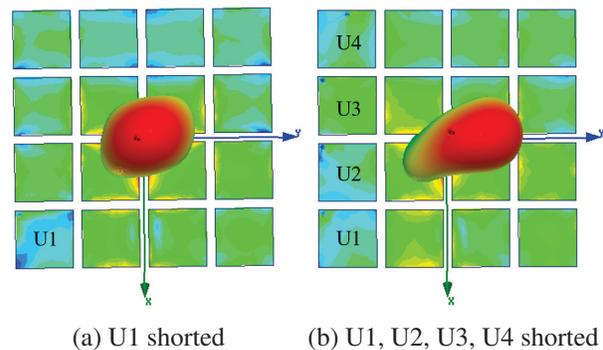 U1
Y
X
U4
U3
U2
U1
Y
X
(a) U1 shorted
(b) U1, U2, U3, U4 shorted